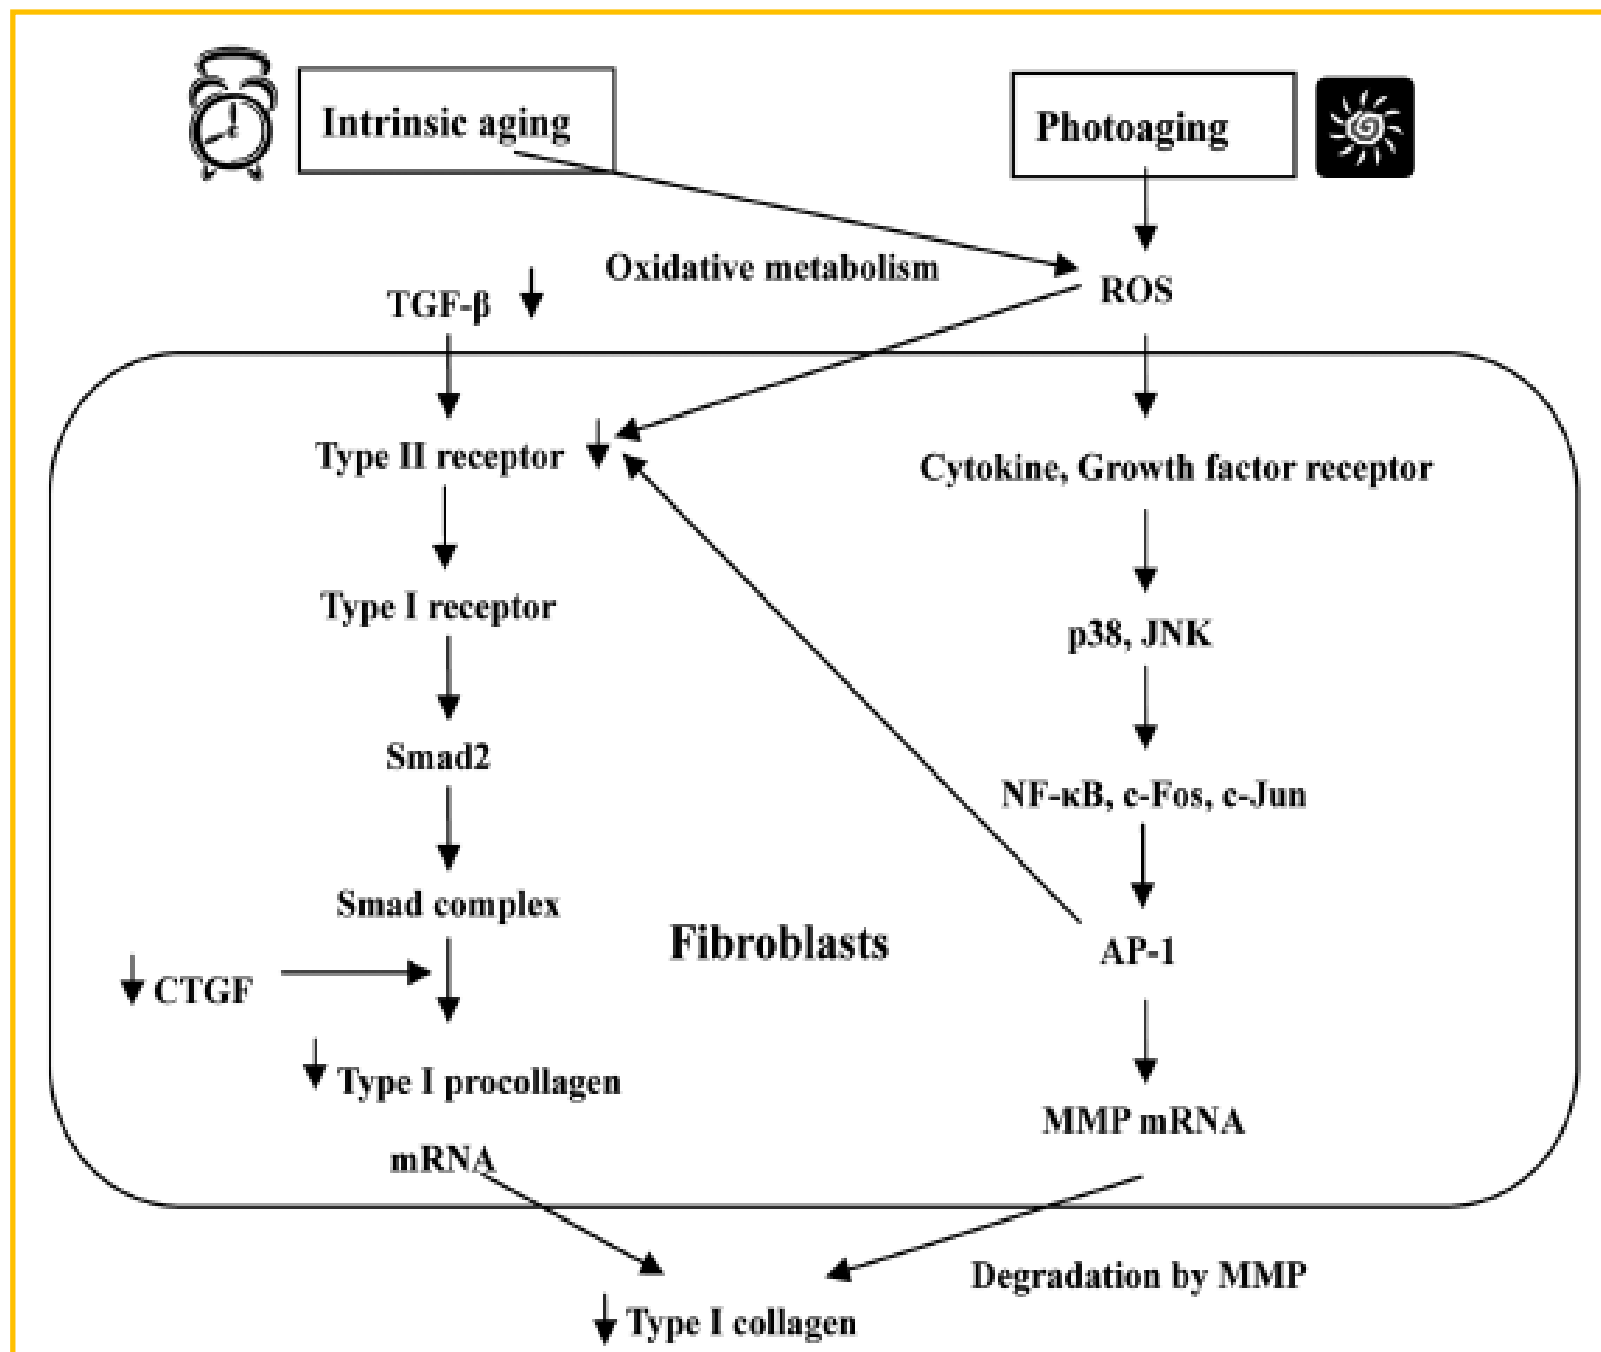 Intrinsic aging
Photoaging
Oxidative metabolism
TGF-β
ROS
Type II receptor
Cytokine, Growth factor receptor
Type I receptor
p38, JNK
Smad2
NF-κB, c-Fos, c-Jun
Smad complex
Fibroblasts
AP-1
CTGF
Type I procollagen
mRNA
MMP mRNA
Degradation by MMP
Type I collagen